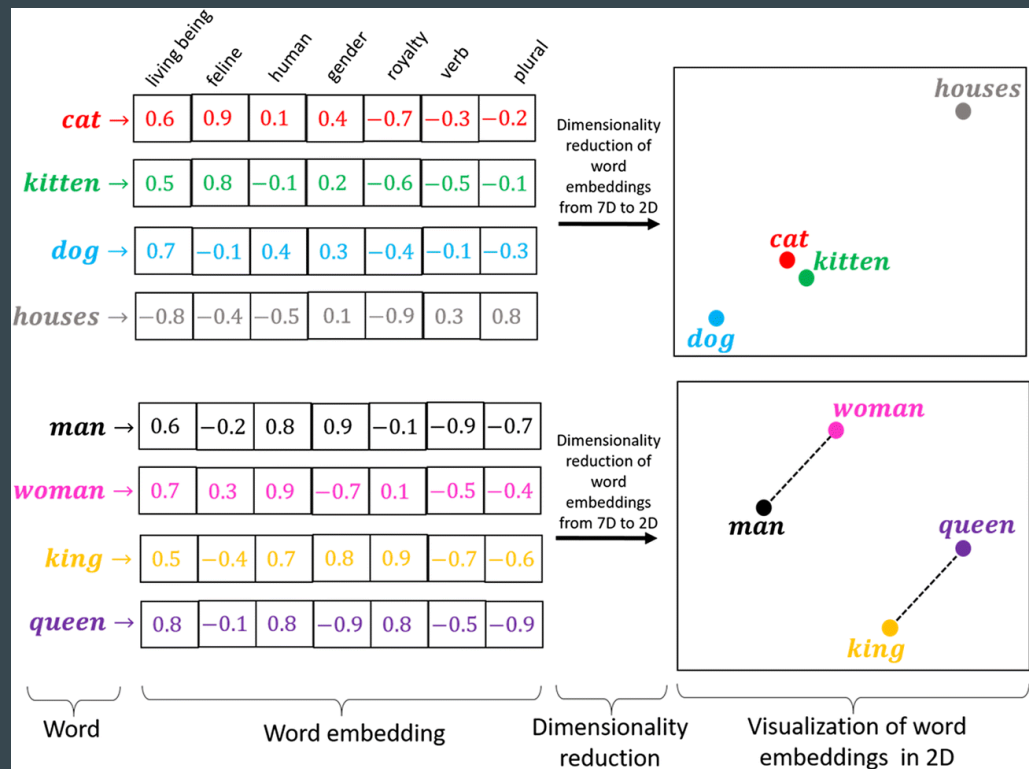 living being feline human gender royalty verb plural
cat → 0.6 0.9 0.1 0.4 −0.7 −0.3 −0.2
kitten → 0.5 0.8 −0.1 0.2 −0.6 −0.5 −0.1
dog → 0.7 −0.1 0.4 0.3 −0.4 −0.1 −0.3
houses → −0.8 −0.4 −0.5 0.1 −0.9 0.3 0.8
Dimensionality
reduction of
word
embeddings
from 7D to 2D
houses
cat
kitten
dog
man → 0.6 −0.2 0.8 0.9 −0.1 −0.9 −0.7
woman → 0.7 0.3 0.9 −0.7 0.1 −0.5 −0.4
king → 0.5 −0.4 0.7 0.8 0.9 −0.7 −0.6
queen → 0.8 −0.1 0.8 −0.9 0.8 −0.5 −0.9
Dimensionality
reduction of
word
embeddings
from 7D to 2D
woman
man
queen
king
Word
Word embedding
Dimensionality
reduction
Visualization of word
embeddings in 2D